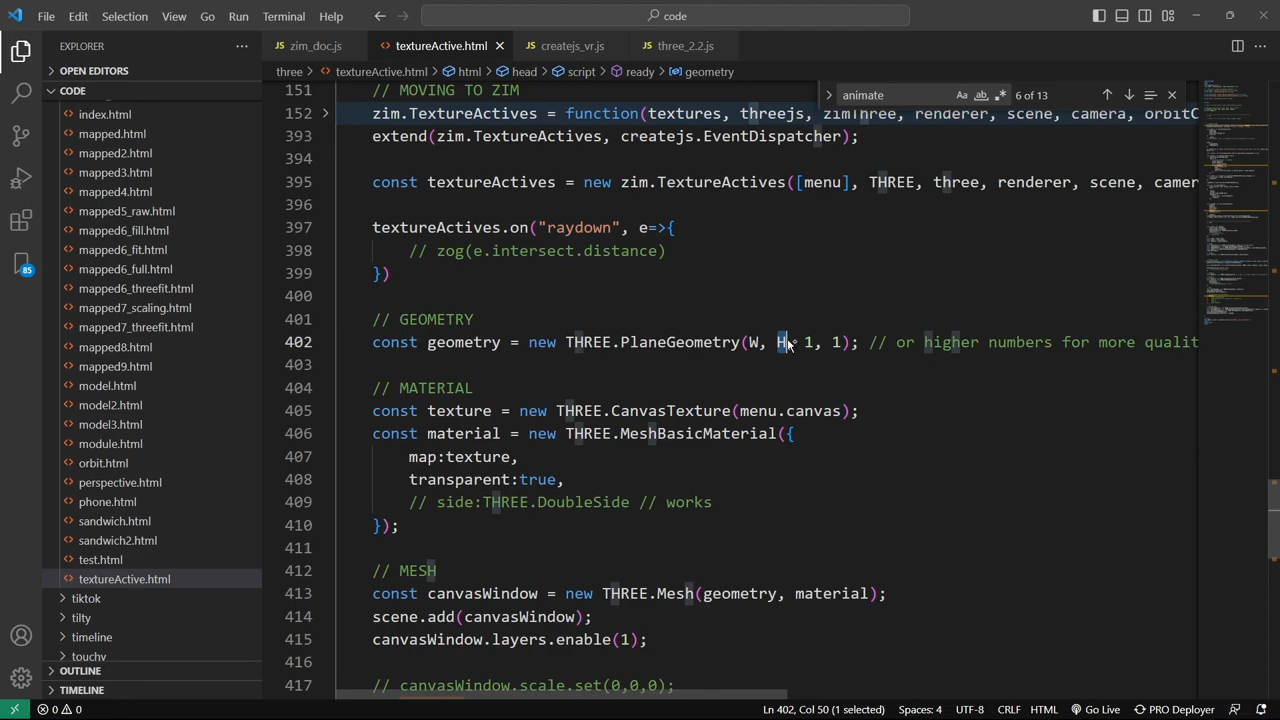 File Edit Selection View Go Run Terminal Help code
EXPLORER
OPEN EDITORS
CODE
index.html
mapped.html
mapped2.html
mapped3.html
mapped4.html
mapped5_raw.html
mapped6_fill.html
mapped6_fit.html
mapped6_full.html
mapped6_threefit.html
mapped7_scaling.html
mapped7_threefit.html
mapped8.html
mapped9.html
model.html
model2.html
model3.html
module.html
orbit.html
perspective.html
phone.html
sandwich.html
sandwich2.html
test.html
textureActive.html
tiktok
tilty
timeline
touchy
OUTLINE
TIMELINE
85
zim_doc.js textureActive.html createjs_vr.js three_2.2.js
three > textureActive.html > html > head > script > ready > geometry
animate Aa ab .* 6 of 13
151 // MOVING TO ZIM
152 zim.TextureActives = function(textures, threejs, zimThree, renderer, scene, camera, orbitC
393 extend(zim.TextureActives, createjs.EventDispatcher);
394
395 const textureActives = new zim.TextureActives([menu], THREE, three, renderer, scene, camer
396
397 textureActives.on("raydown", e=>{
398 // zog(e.intersect.distance)
399 })
400
401 // GEOMETRY
402 const geometry = new THREE.PlaneGeometry(W, H, 1, 1); // or higher numbers for more qualit
403
404 // MATERIAL
405 const texture = new THREE.CanvasTexture(menu.canvas);
406 const material = new THREE.MeshBasicMaterial({
407 map:texture,
408 transparent:true,
409 // side:THREE.DoubleSide // works
410 });
411
412 // MESH
413 const canvasWindow = new THREE.Mesh(geometry, material);
414 scene.add(canvasWindow);
415 canvasWindow.layers.enable(1);
416
417 // canvasWindow.scale.set(0,0,0);
0 0 Ln 402, Col 50 (1 selected) Spaces: 4 UTF-8 CRLF HTML Go Live PRO Deployer